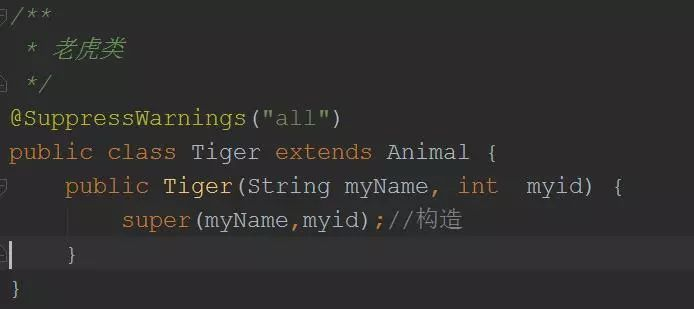 /**
 * 老虎类
 */
@SuppressWarnings("all")
public class Tiger extends Animal {
    public Tiger(String myName, int  myid) {
        super(myName,myid);//构造
    }
}